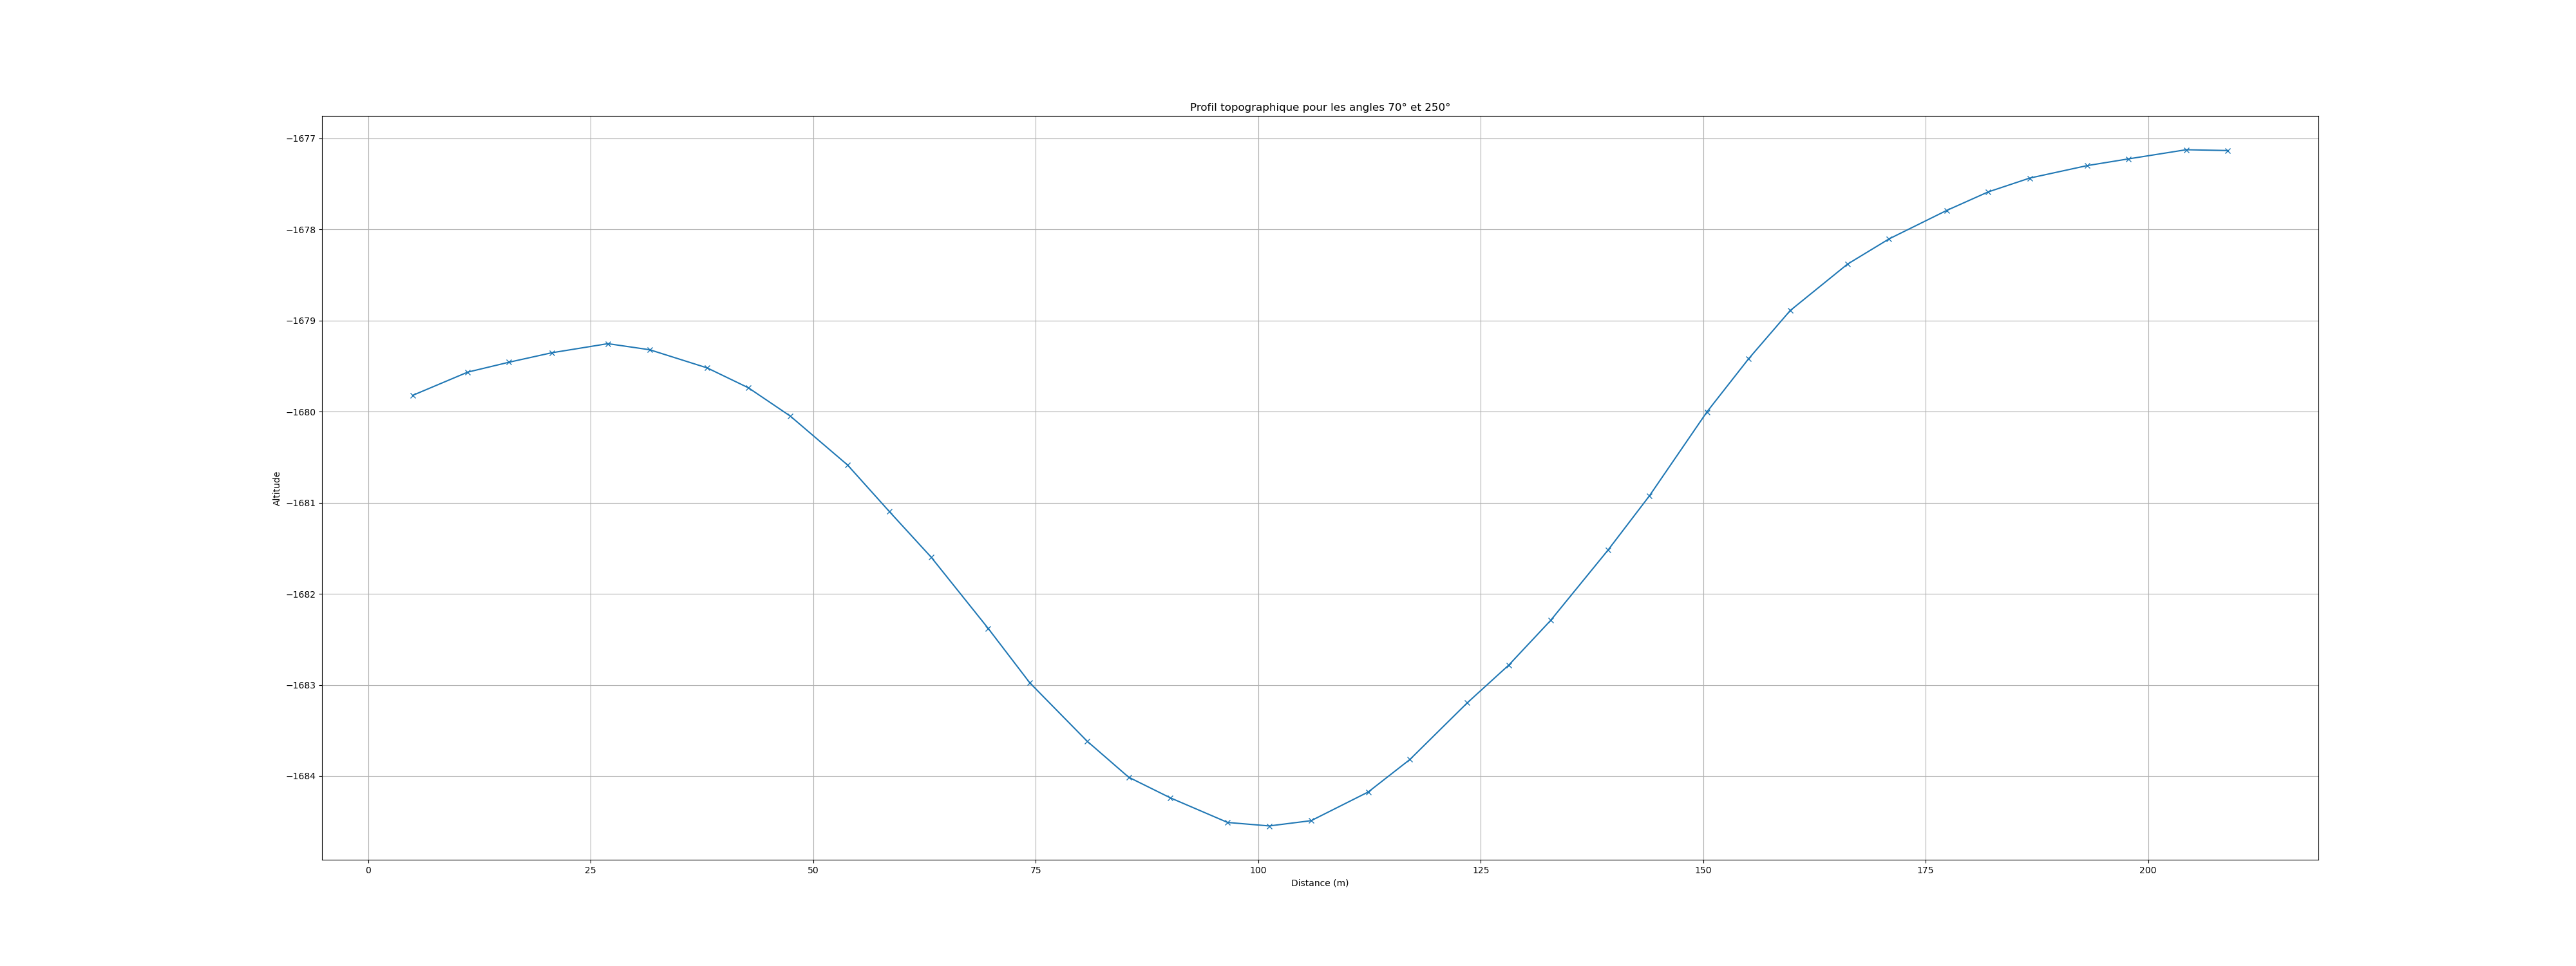 Profil topographique pour les angles 70° et 250°
−1677
−1678
−1679
−1680
−1681
−1682
−1683
−1684
Altitude
0 25 50 75 100 125 150 175 200
Distance (m)